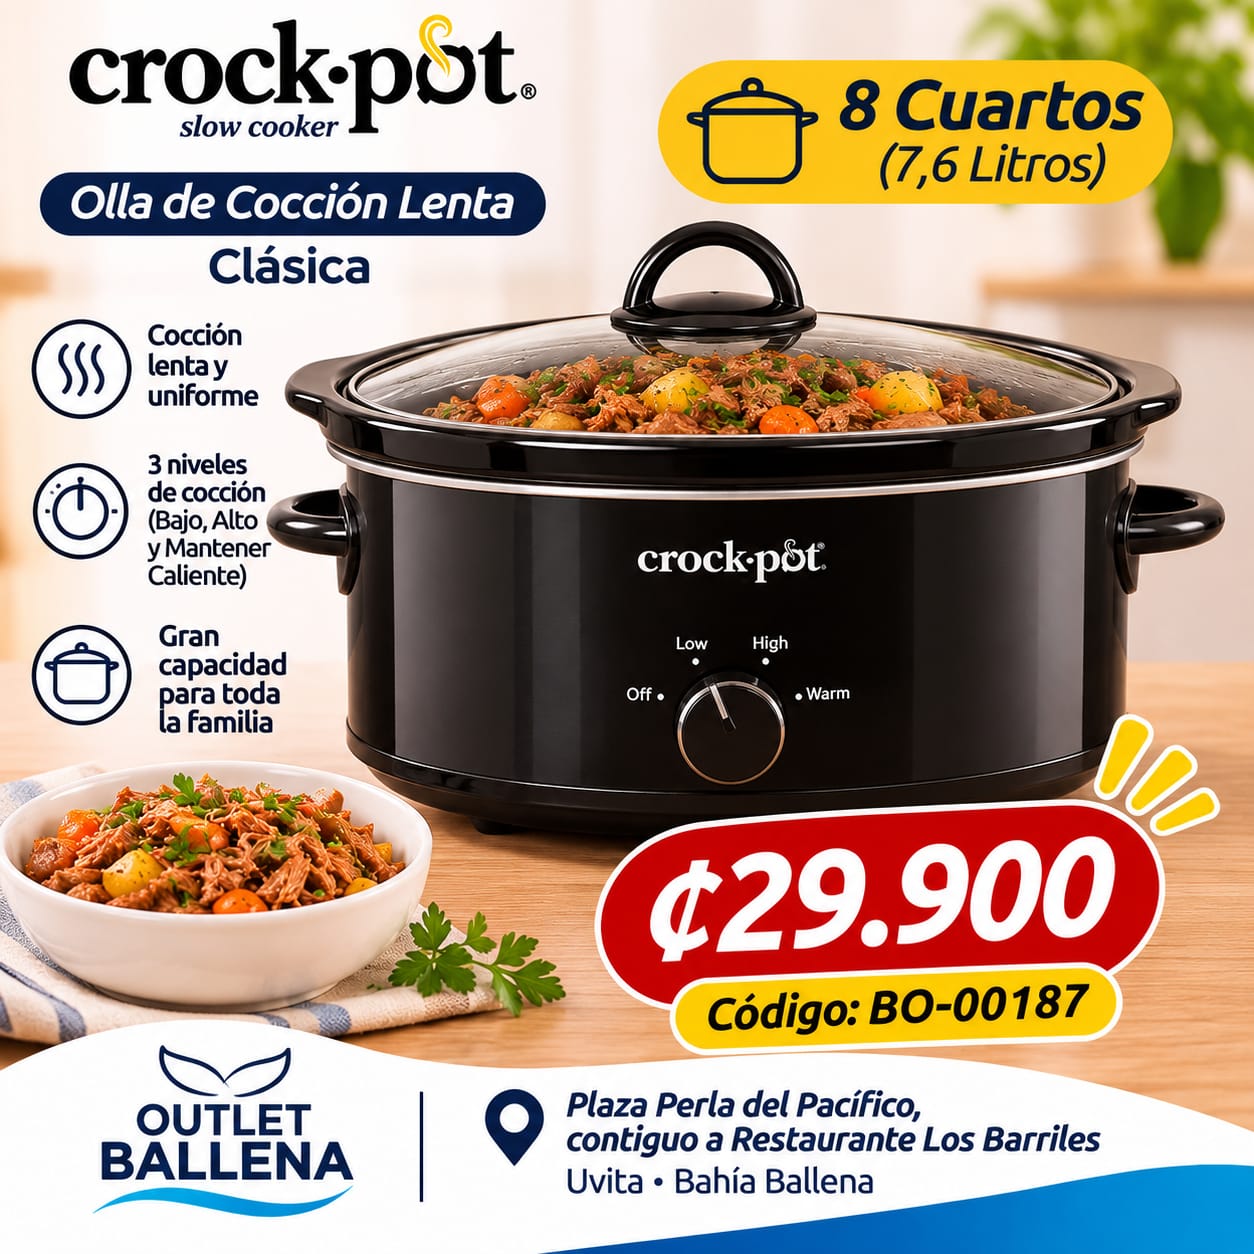 crock·pot®
slow cooker
Olla de Cocción Lenta
Clásica
8 Cuartos
(7,6 Litros)
Cocción
lenta y
uniforme
3 niveles
de cocción
(Bajo, Alto
y Mantener
Caliente)
Gran
capacidad
para toda
la familia
crock·pot®
Low High
Off Warm
₡29.900
Código: BO-00187
OUTLET
BALLENA
Plaza Perla del Pacífico,
contiguo a Restaurante Los Barriles
Uvita • Bahía Ballena